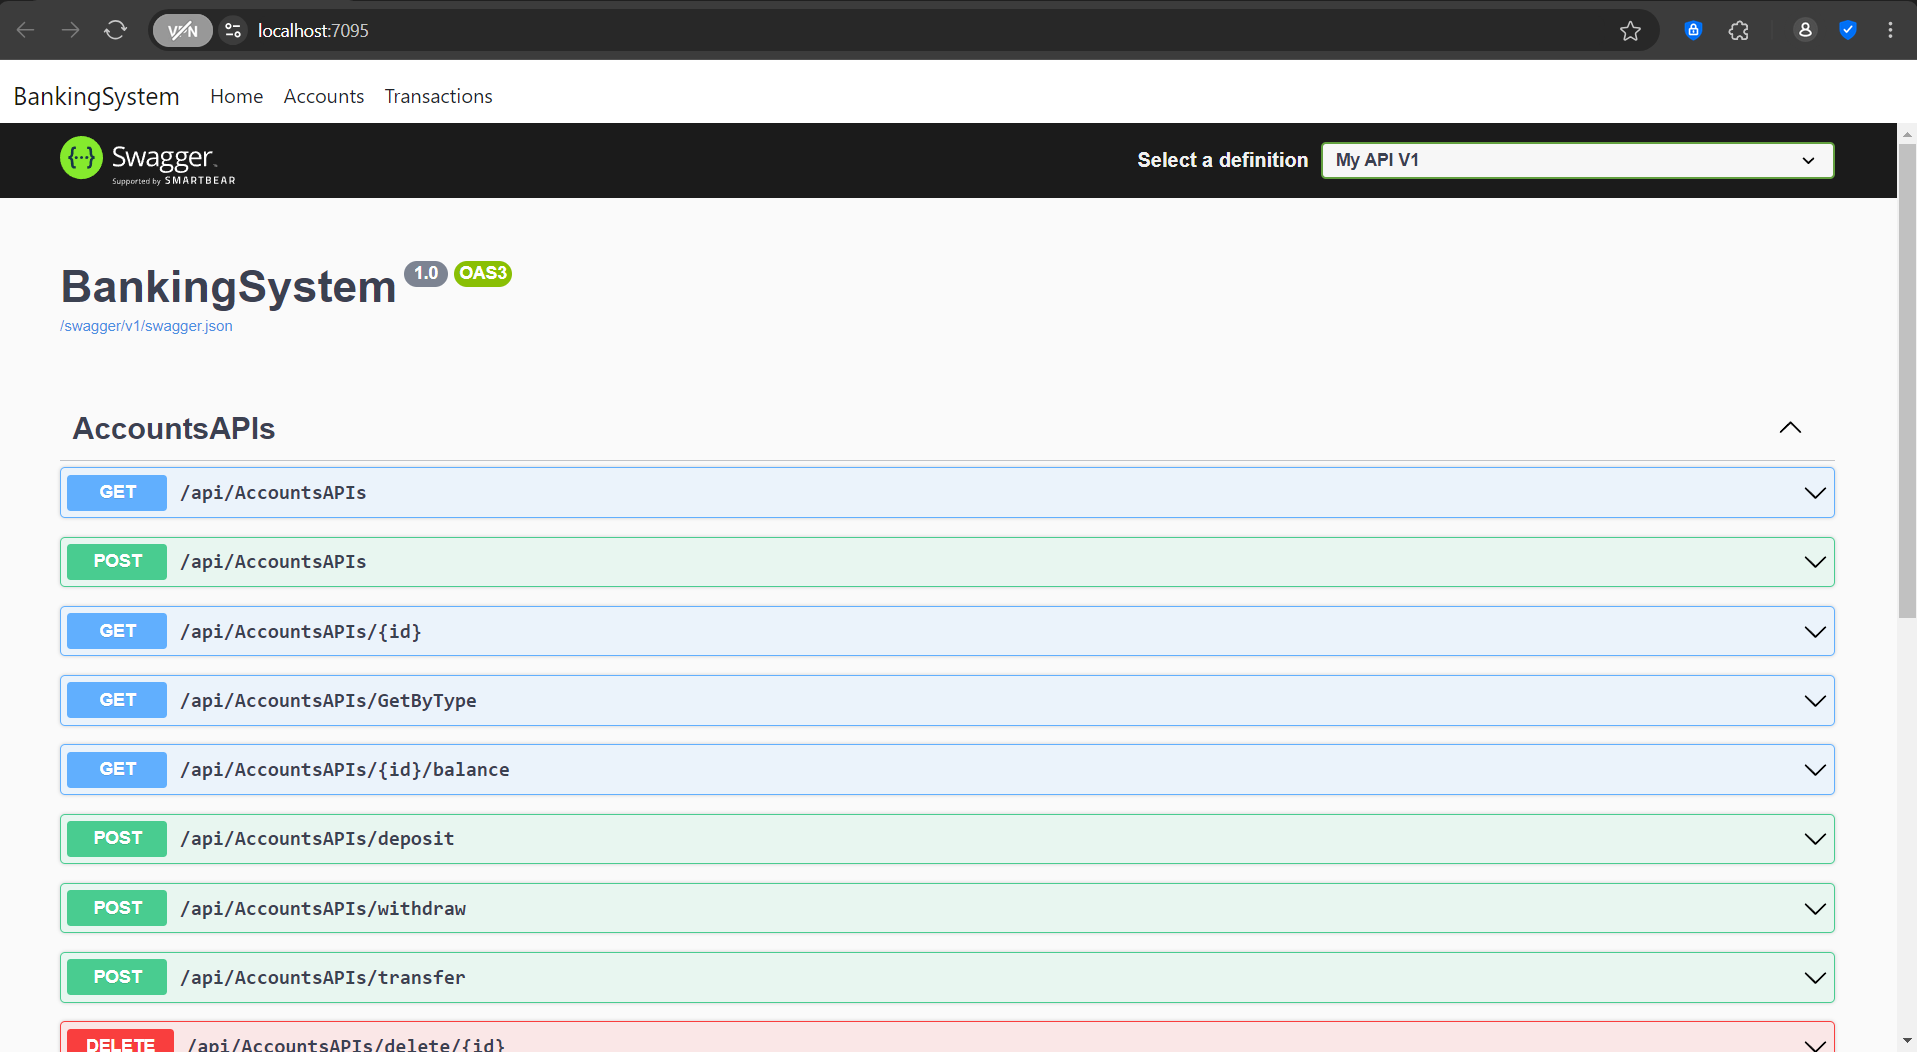 VPN
localhost:7095
BankingSystem Home Accounts Transactions
Swagger
Supported by SMARTBEAR
Select a definition My API V1
BankingSystem 1.0 OAS3
/swagger/v1/swagger.json
AccountsAPIs
GET /api/AccountsAPIs
POST /api/AccountsAPIs
GET /api/AccountsAPIs/{id}
GET /api/AccountsAPIs/GetByType
GET /api/AccountsAPIs/{id}/balance
POST /api/AccountsAPIs/deposit
POST /api/AccountsAPIs/withdraw
POST /api/AccountsAPIs/transfer
DELETE /api/AccountsAPIs/delete/{id}